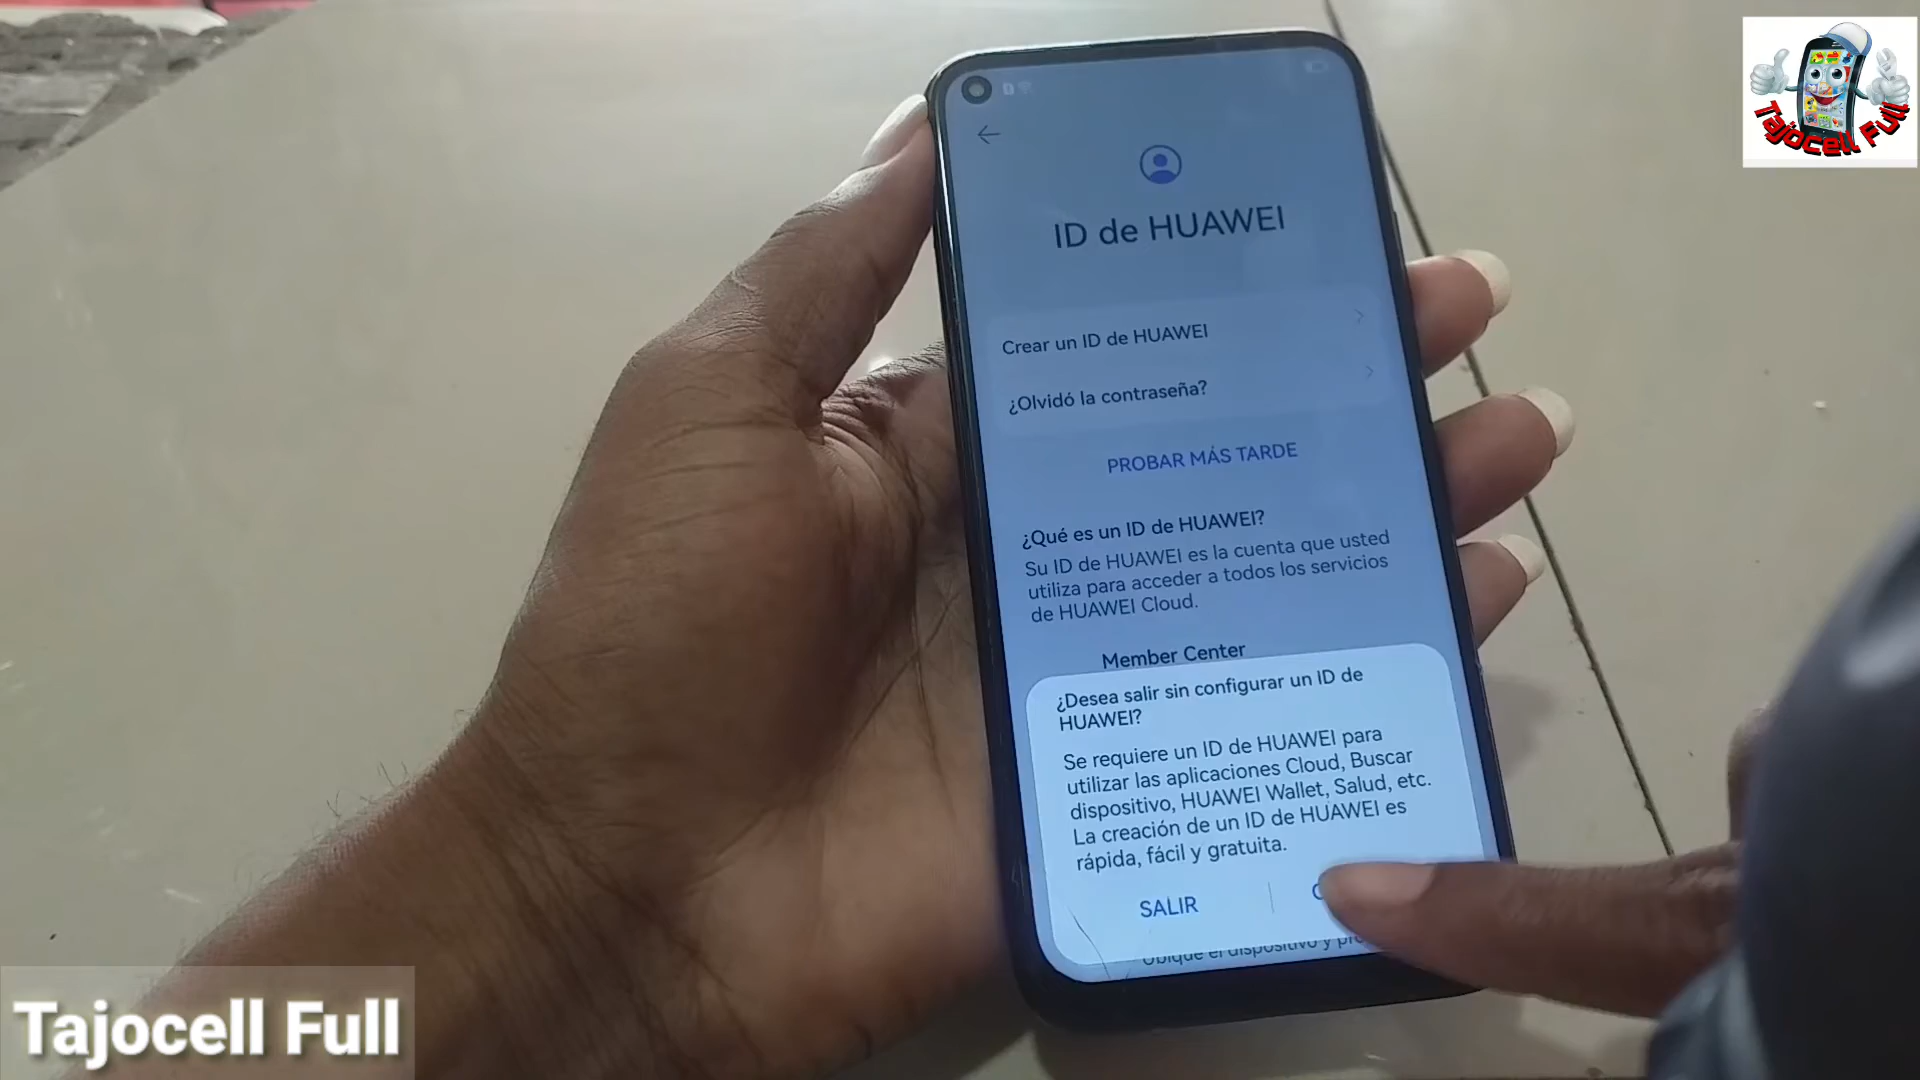 Tajocell Full
ID de HUAWEI
Crear un ID de HUAWEI
¿Olvidó la contraseña?
PROBAR MÁS TARDE
¿Qué es un ID de HUAWEI?
Su ID de HUAWEI es la cuenta que usted
utiliza para acceder a todos los servicios
de HUAWEI Cloud.
Member Center
¿Desea salir sin configurar un ID de
HUAWEI?
Se requiere un ID de HUAWEI para
utilizar las aplicaciones Cloud, Buscar
dispositivo, HUAWEI Wallet, Salud, etc.
La creación de un ID de HUAWEI es
rápida, fácil y gratuita.
SALIR
Ubique el dispositivo y
Tajocell Full